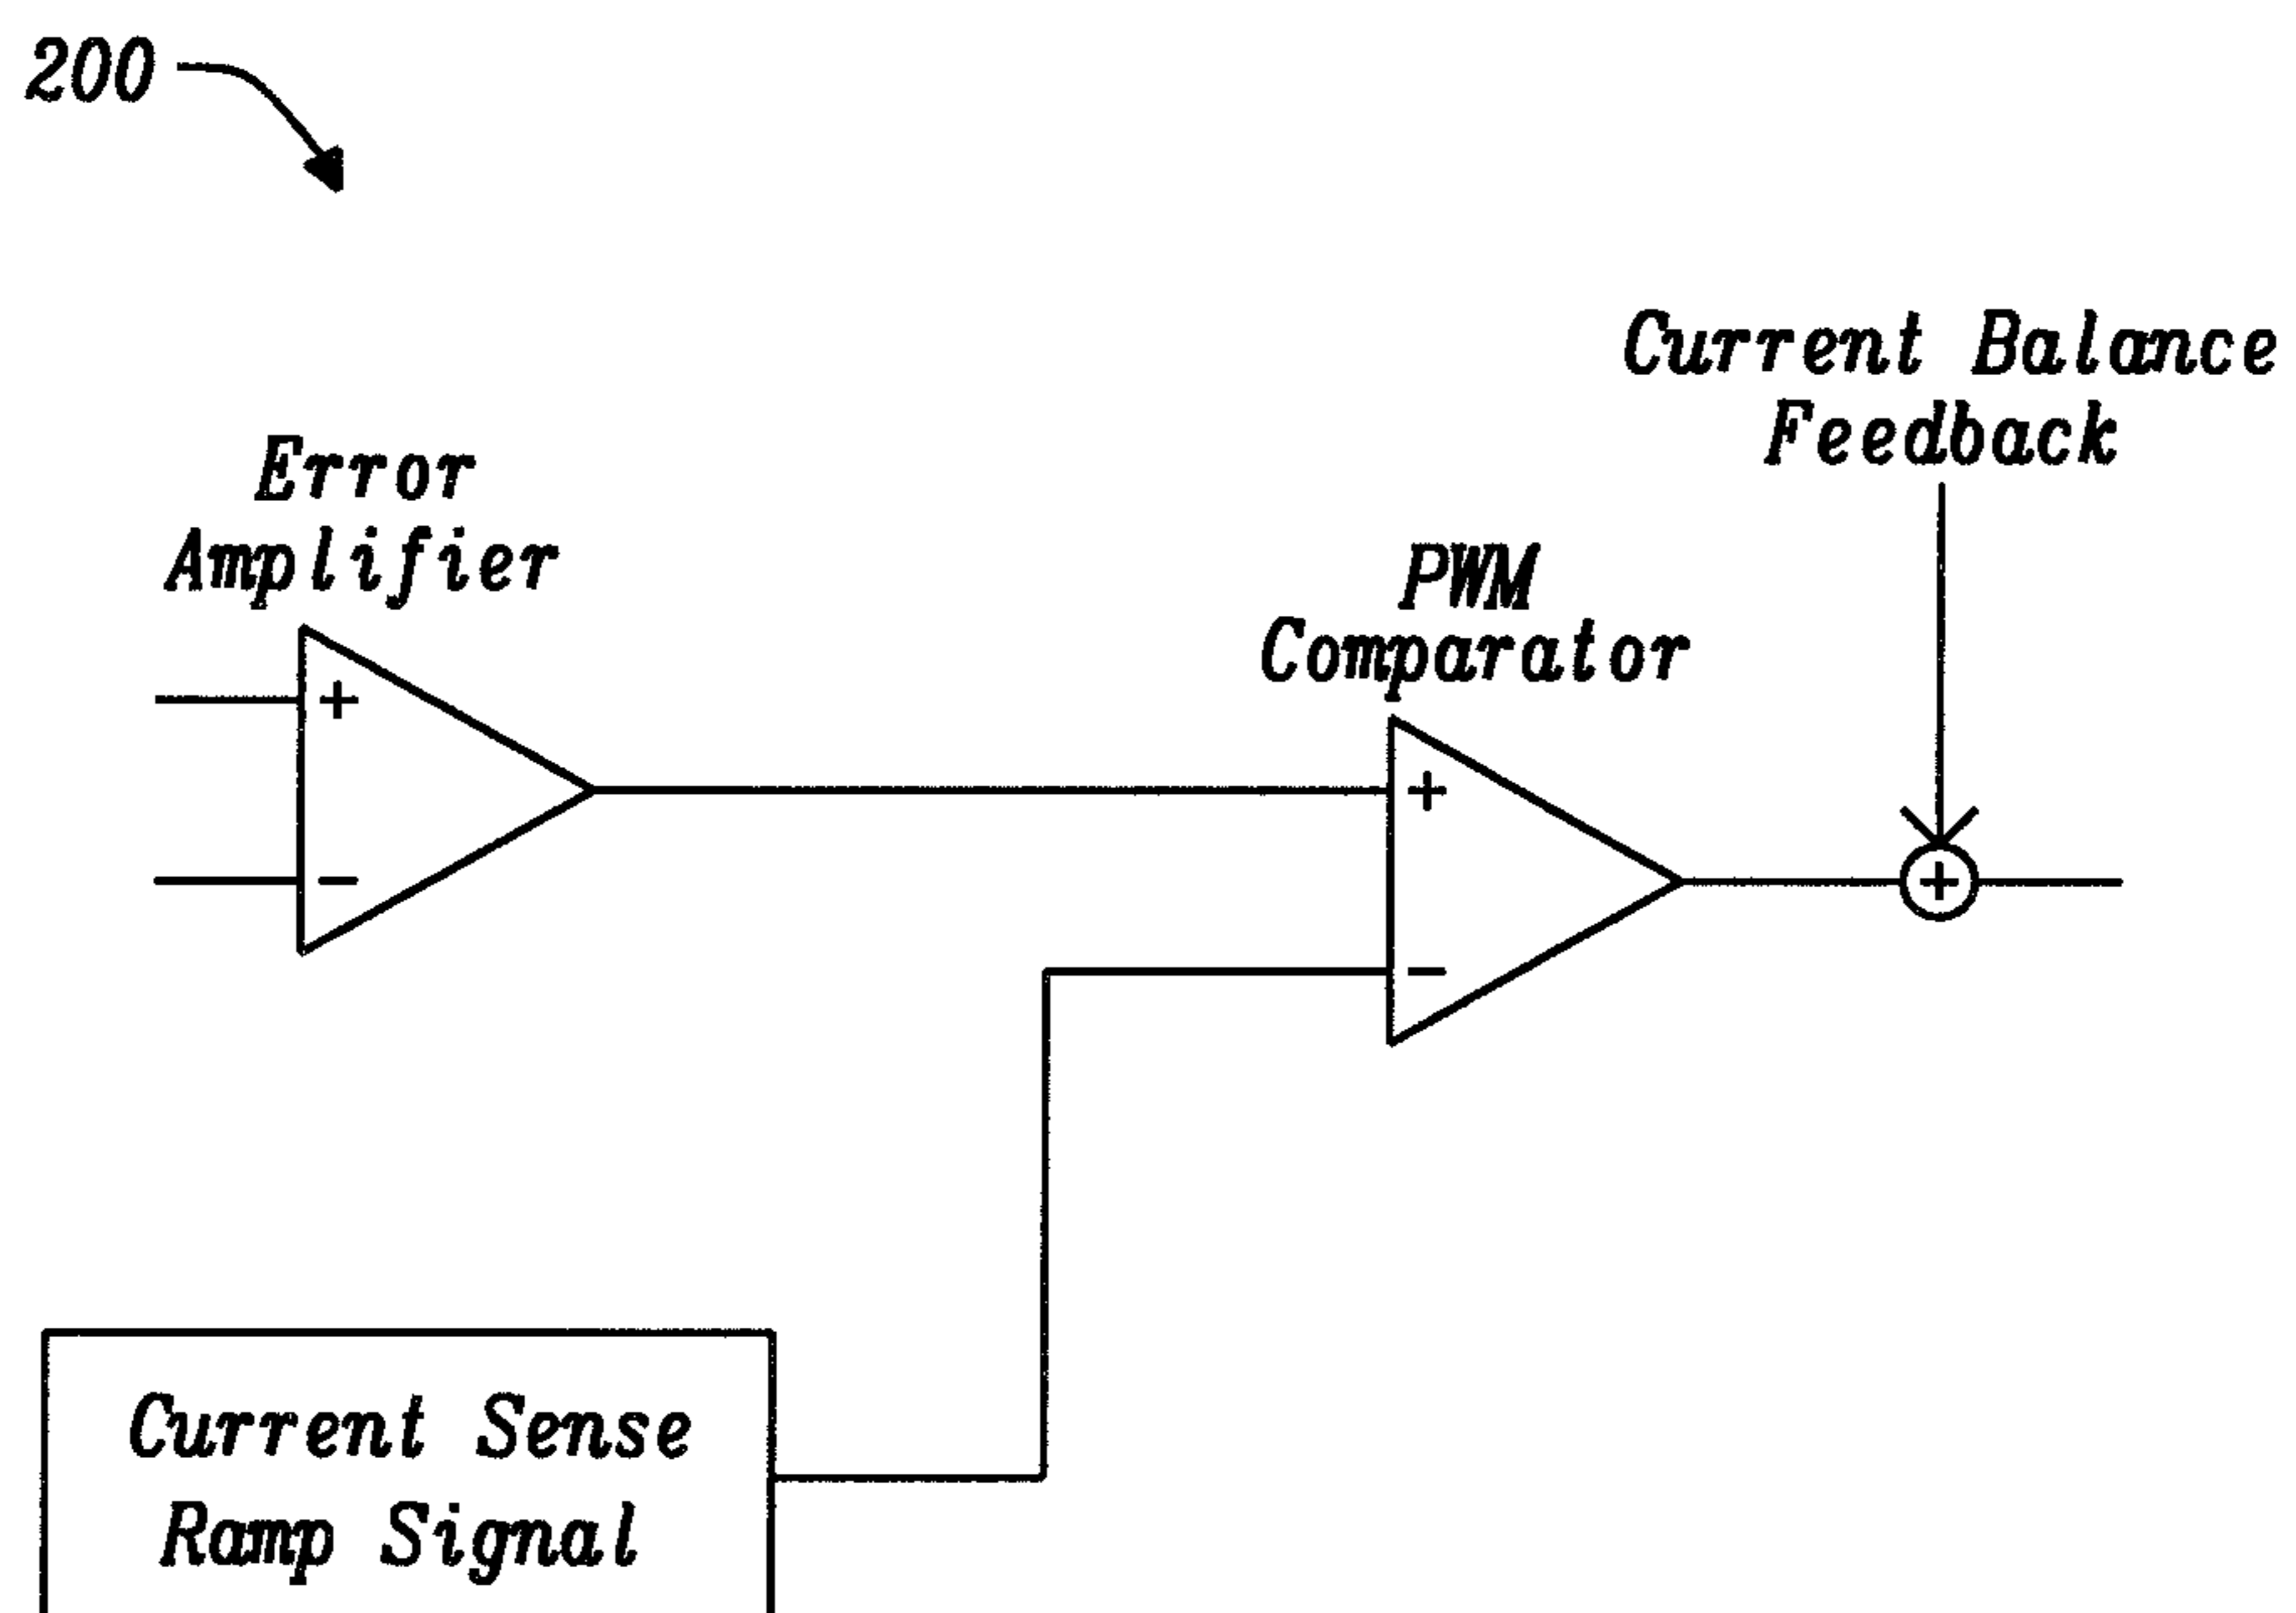 200
Current Balance
Feedback
Error
Amplifier
PWM
Comparator
+
−
+
−
+
Current Sense
Ramp Signal